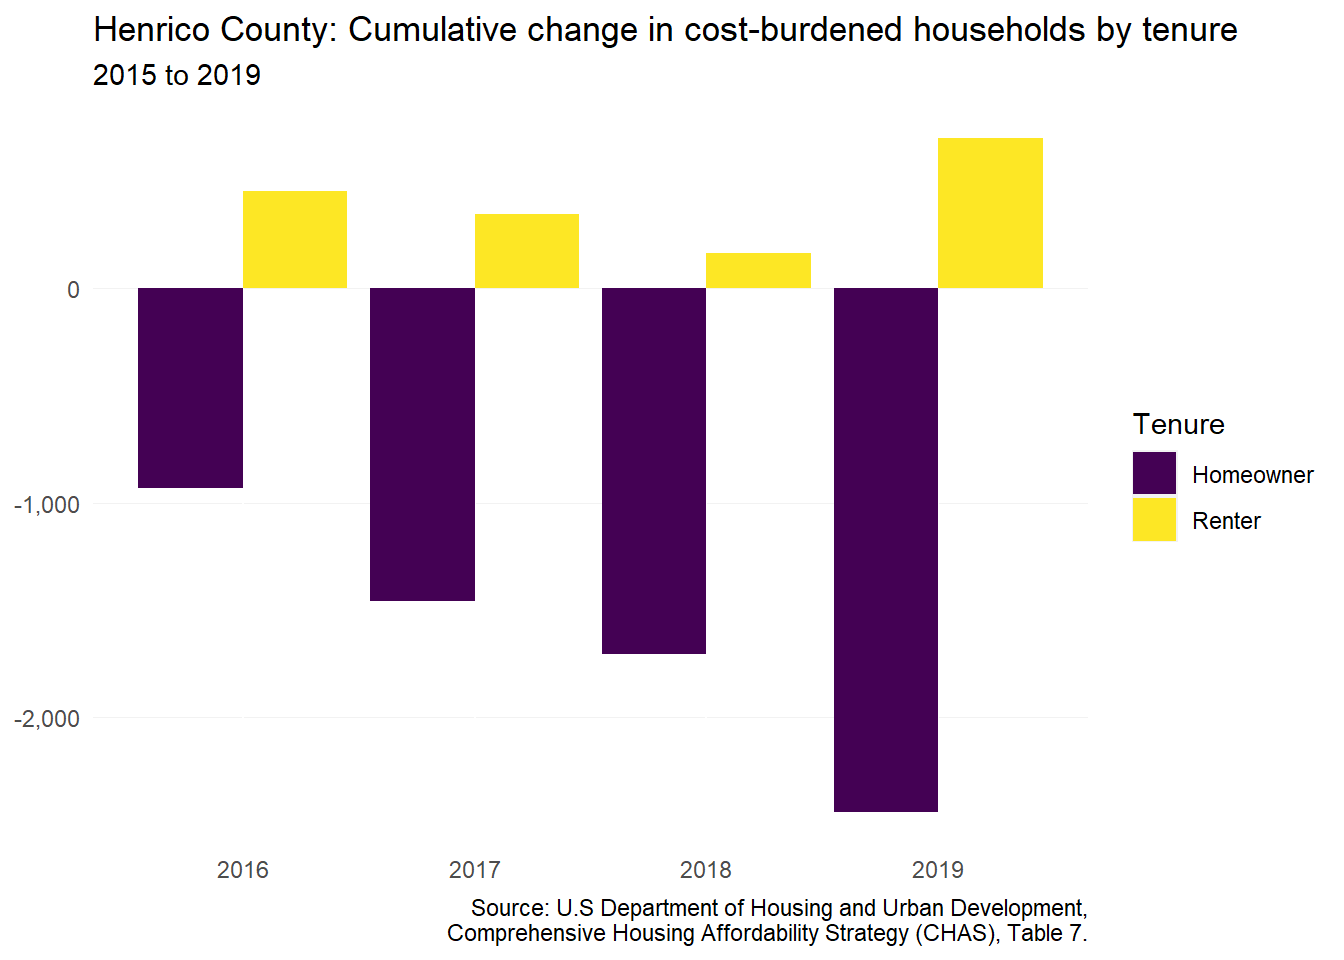 Henrico County: Cumulative change in cost-burdened households by tenure
2015 to 2019
0
-1,000
-2,000
2016
2017
2018
2019
Tenure
Homeowner
Renter
Source: U.S Department of Housing and Urban Development,
Comprehensive Housing Affordability Strategy (CHAS), Table 7.